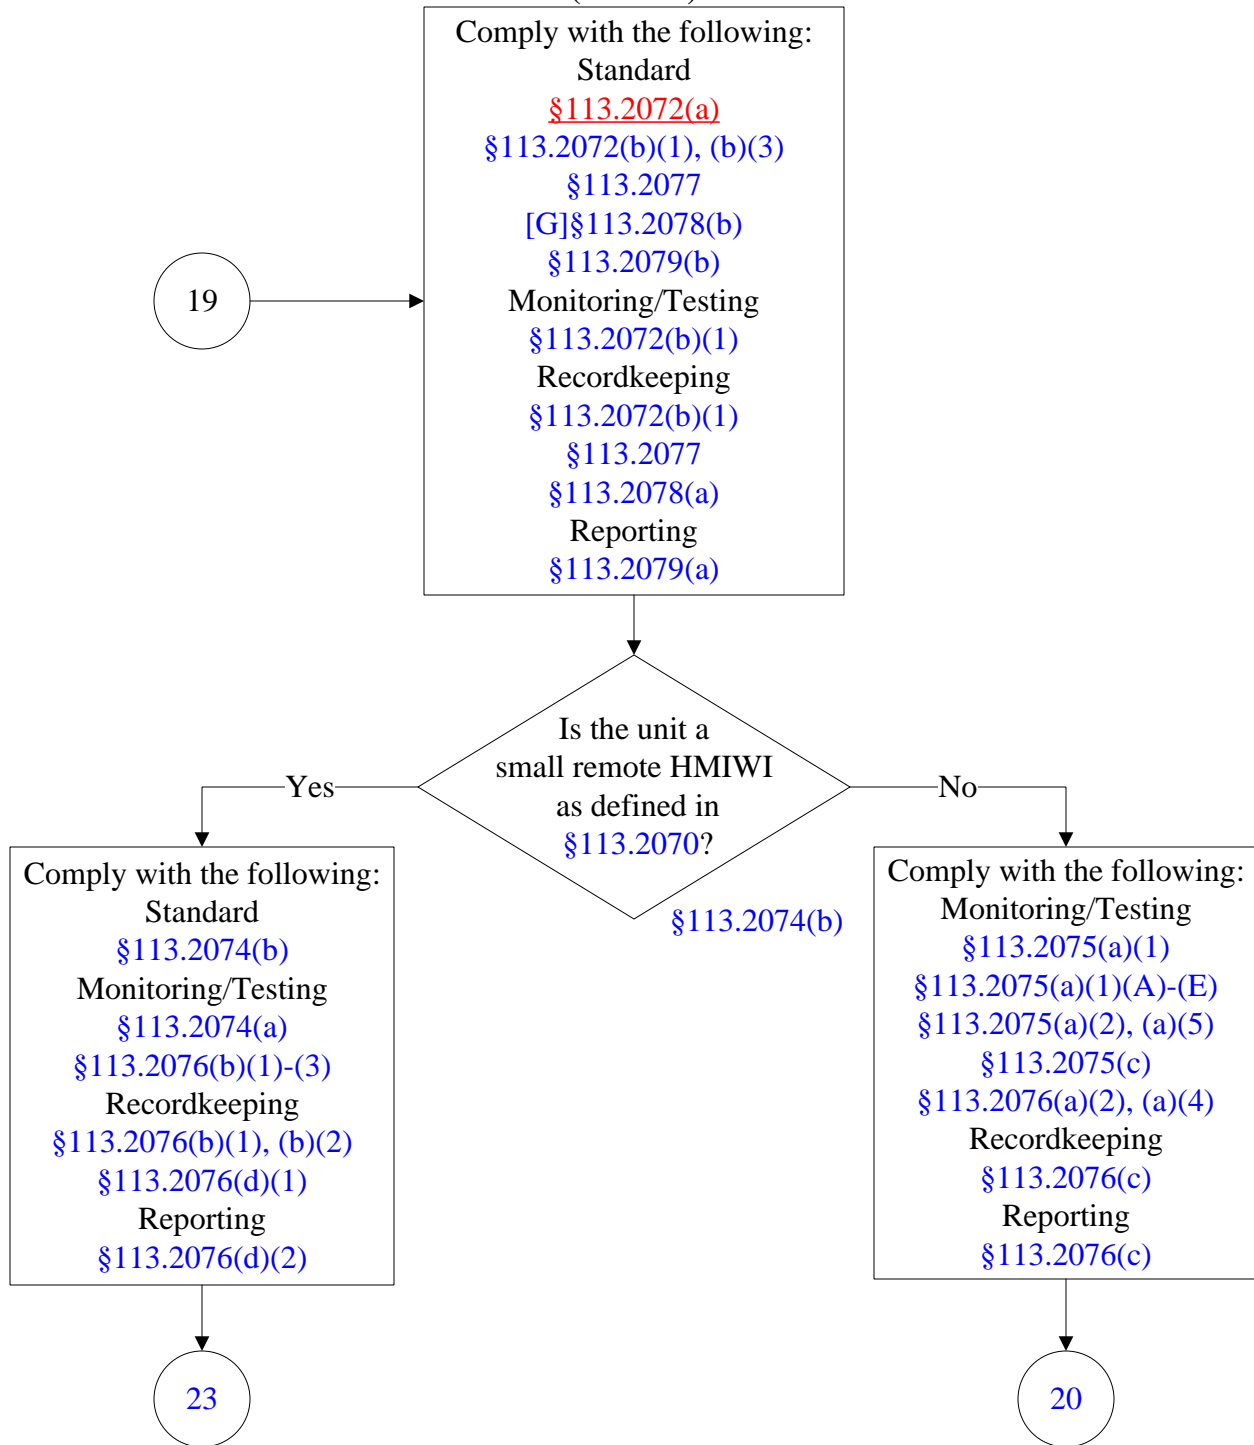 Comply with the following:
Standard
§113.2072(a)
§113.2072(b)(1), (b)(3)
§113.2077
[G]§113.2078(b)
§113.2079(b)
Monitoring/Testing
§113.2072(b)(1)
Recordkeeping
§113.2072(b)(1)
§113.2077
§113.2078(a)
Reporting
§113.2079(a)
19
Is the unit a
small remote HMIWI
as defined in
§113.2070?
§113.2074(b)
Yes
No
Comply with the following:
Standard
§113.2074(b)
Monitoring/Testing
§113.2074(a)
§113.2076(b)(1)-(3)
Recordkeeping
§113.2076(b)(1), (b)(2)
§113.2076(d)(1)
Reporting
§113.2076(d)(2)
23
Comply with the following:
Monitoring/Testing
§113.2075(a)(1)
§113.2075(a)(1)(A)-(E)
§113.2075(a)(2), (a)(5)
§113.2075(c)
§113.2076(a)(2), (a)(4)
Recordkeeping
§113.2076(c)
Reporting
§113.2076(c)
20